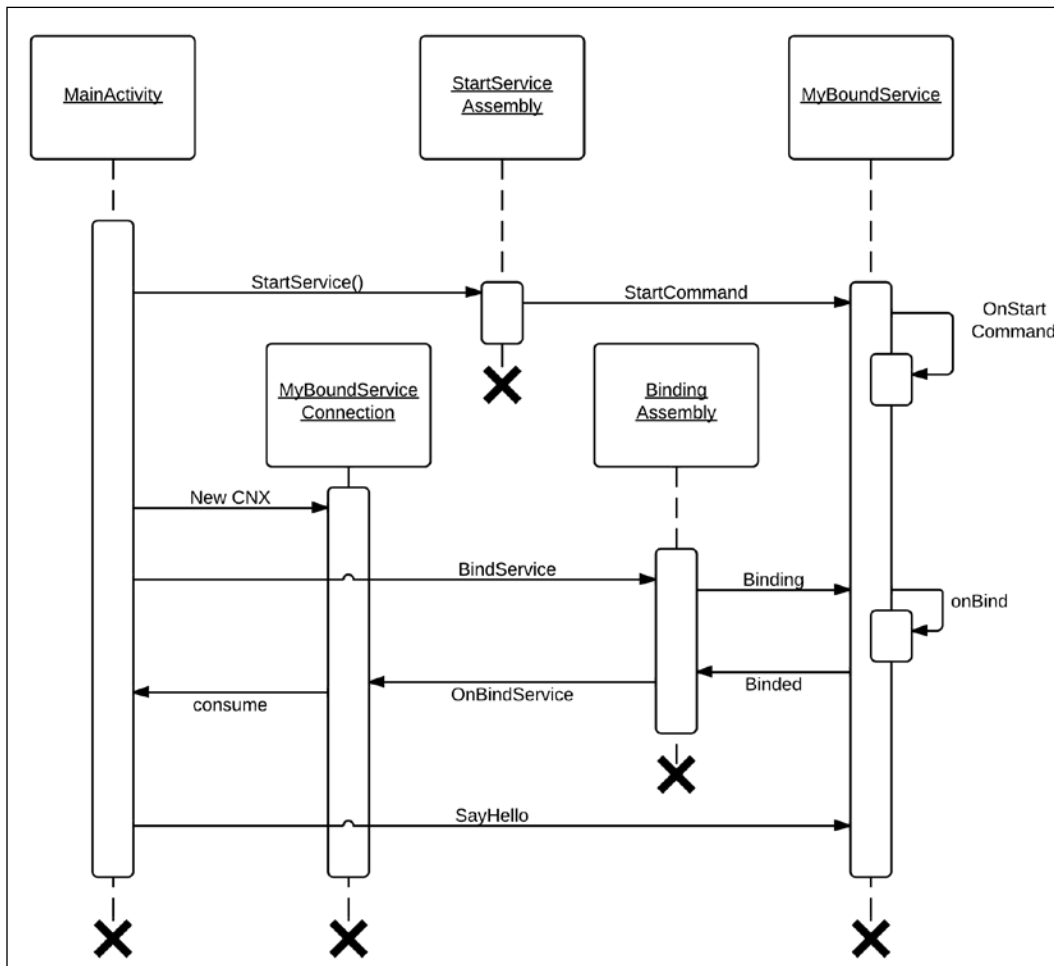 MainActivity
StartService
Assembly
MyBoundService
StartService()
StartCommand
OnStart
Command
MyBoundService
Connection
Binding
Assembly
New CNX
BindService
Binding
onBind
Binded
OnBindService
consume
SayHello